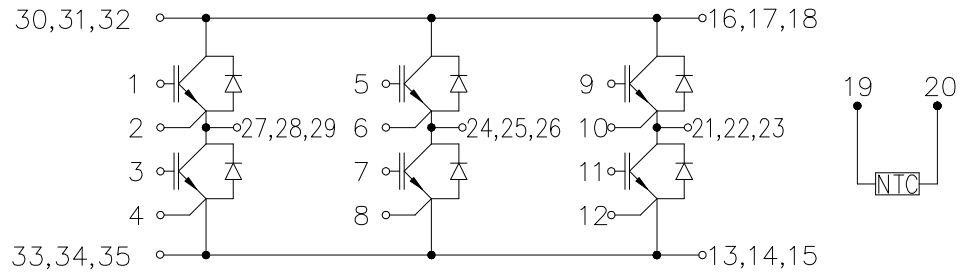 30,31,32 16,17,18
1 5 9 19 20
2 27,28,29 6 24,25,26 10 21,22,23
3 7 11 NTC
4 8 12
33,34,35 13,14,15